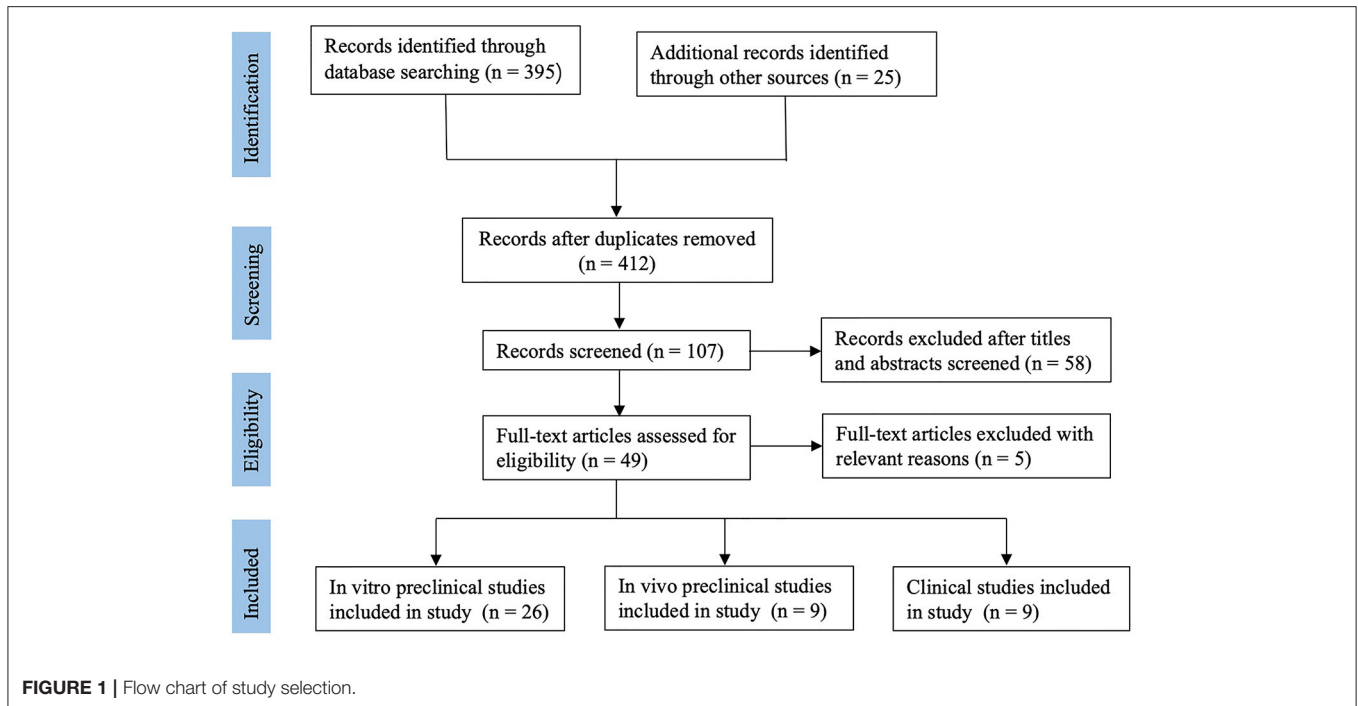 Identification
Records identified through
database searching (n = 395)
Additional records identified
through other sources (n = 25)
Screening
Records after duplicates removed
(n = 412)
Records screened (n = 107)
Records excluded after titles
and abstracts screened (n = 58)
Eligibility
Full-text articles assessed for
eligibility (n = 49)
Full-text articles excluded with
relevant reasons (n = 5)
Included
In vitro preclinical studies
included in study (n = 26)
In vivo preclinical studies
included in study (n = 9)
Clinical studies included
in study (n = 9)
FIGURE 1 | Flow chart of study selection.